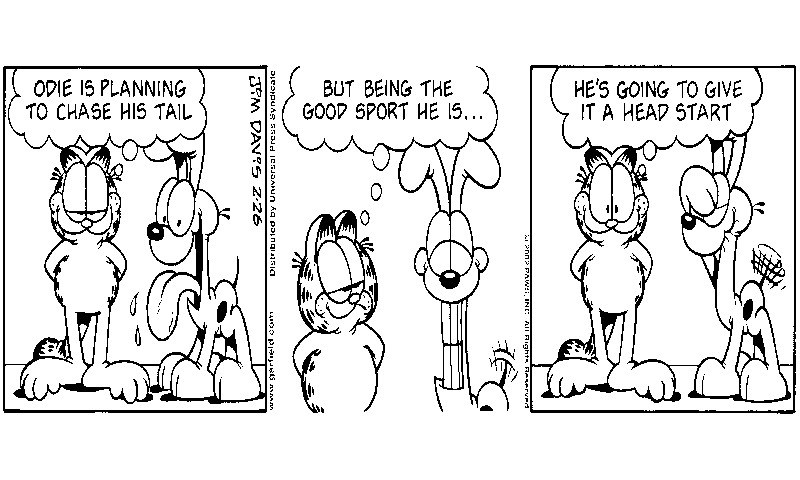 ODIE IS PLANNING
TO CHASE HIS TAIL
JIM DAVIS 2·26
www.garfield.com
Distributed by Universal Press Syndicate
BUT BEING THE
GOOD SPORT HE IS...
© 2002 PAWS, INC. All Rights Reserved
HE'S GOING TO GIVE
IT A HEAD START